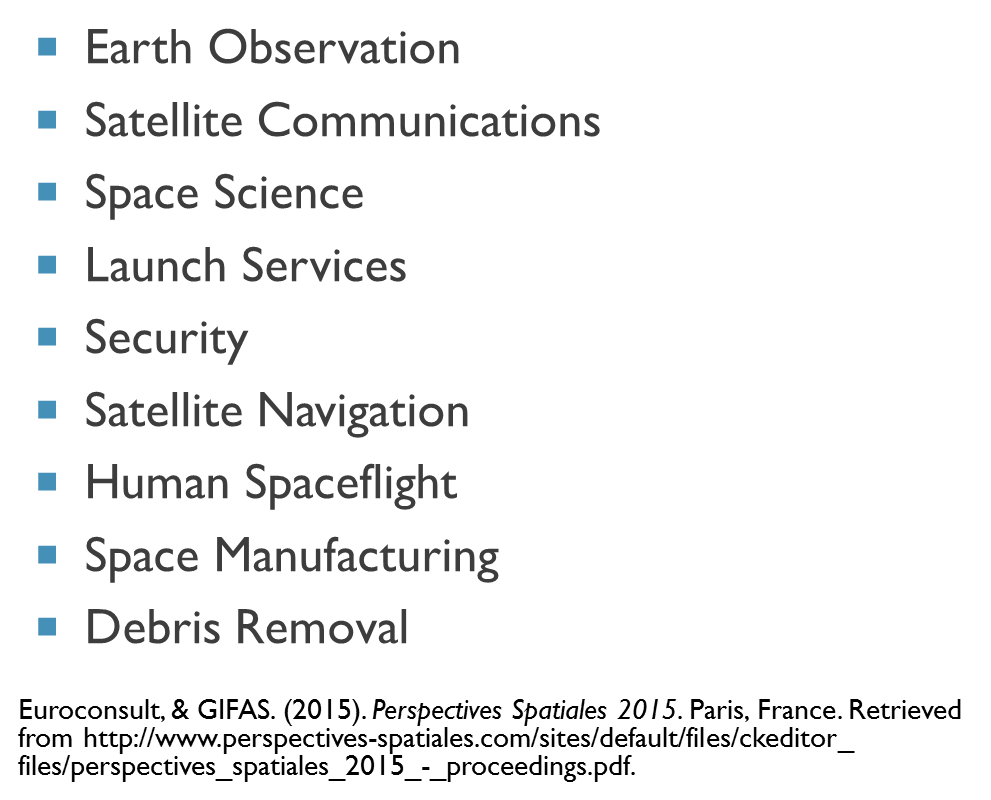 Earth Observation
Satellite Communications
Space Science
Launch Services
Security
Satellite Navigation
Human Spaceflight
Space Manufacturing
Debris Removal
Euroconsult, & GIFAS. (2015). Perspectives Spatiales 2015. Paris, France. Retrieved
from http://www.perspectives-spatiales.com/sites/default/files/ckeditor_
files/perspectives_spatiales_2015_-_proceedings.pdf.